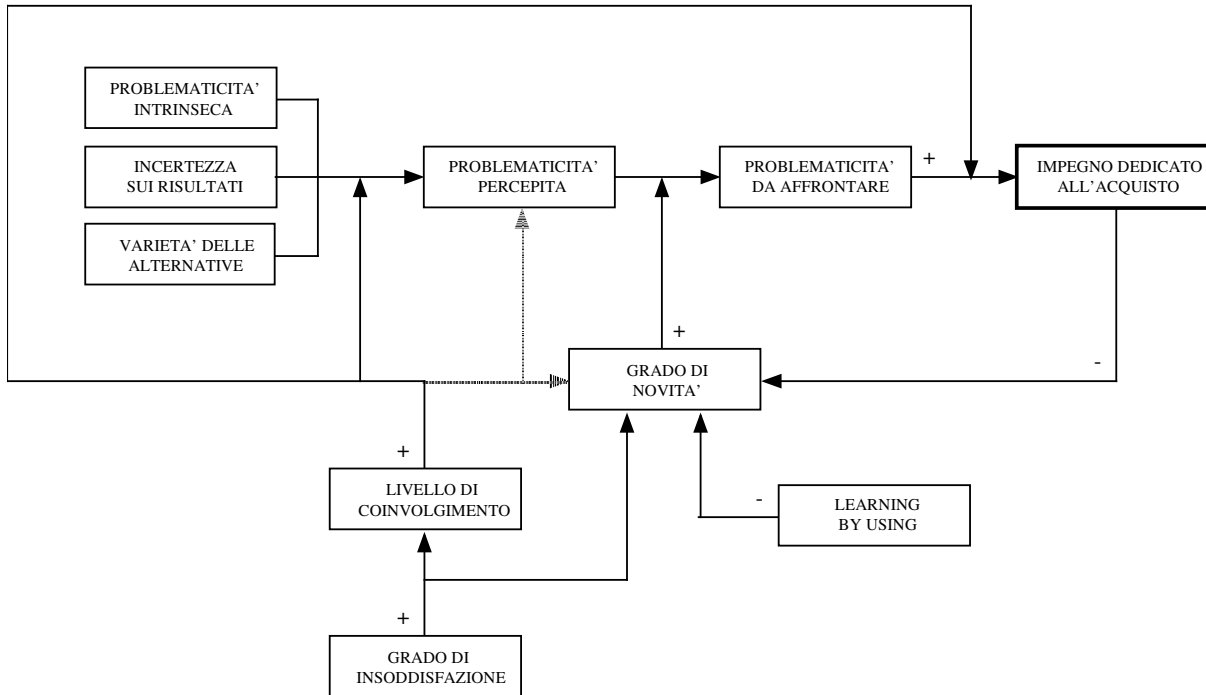 PROBLEMATICITA’
INTRINSECA
INCERTEZZA
SUI RISULTATI
VARIETA’ DELLE
ALTERNATIVE
PROBLEMATICITA’
PERCEPITA
PROBLEMATICITA’
DA AFFRONTARE
+
IMPEGNO DEDICATO
ALL’ACQUISTO
+
-
GRADO DI
NOVITA’
+
LIVELLO DI
COINVOLGIMENTO
-
LEARNING
BY USING
+
GRADO DI
INSODDISFAZIONE